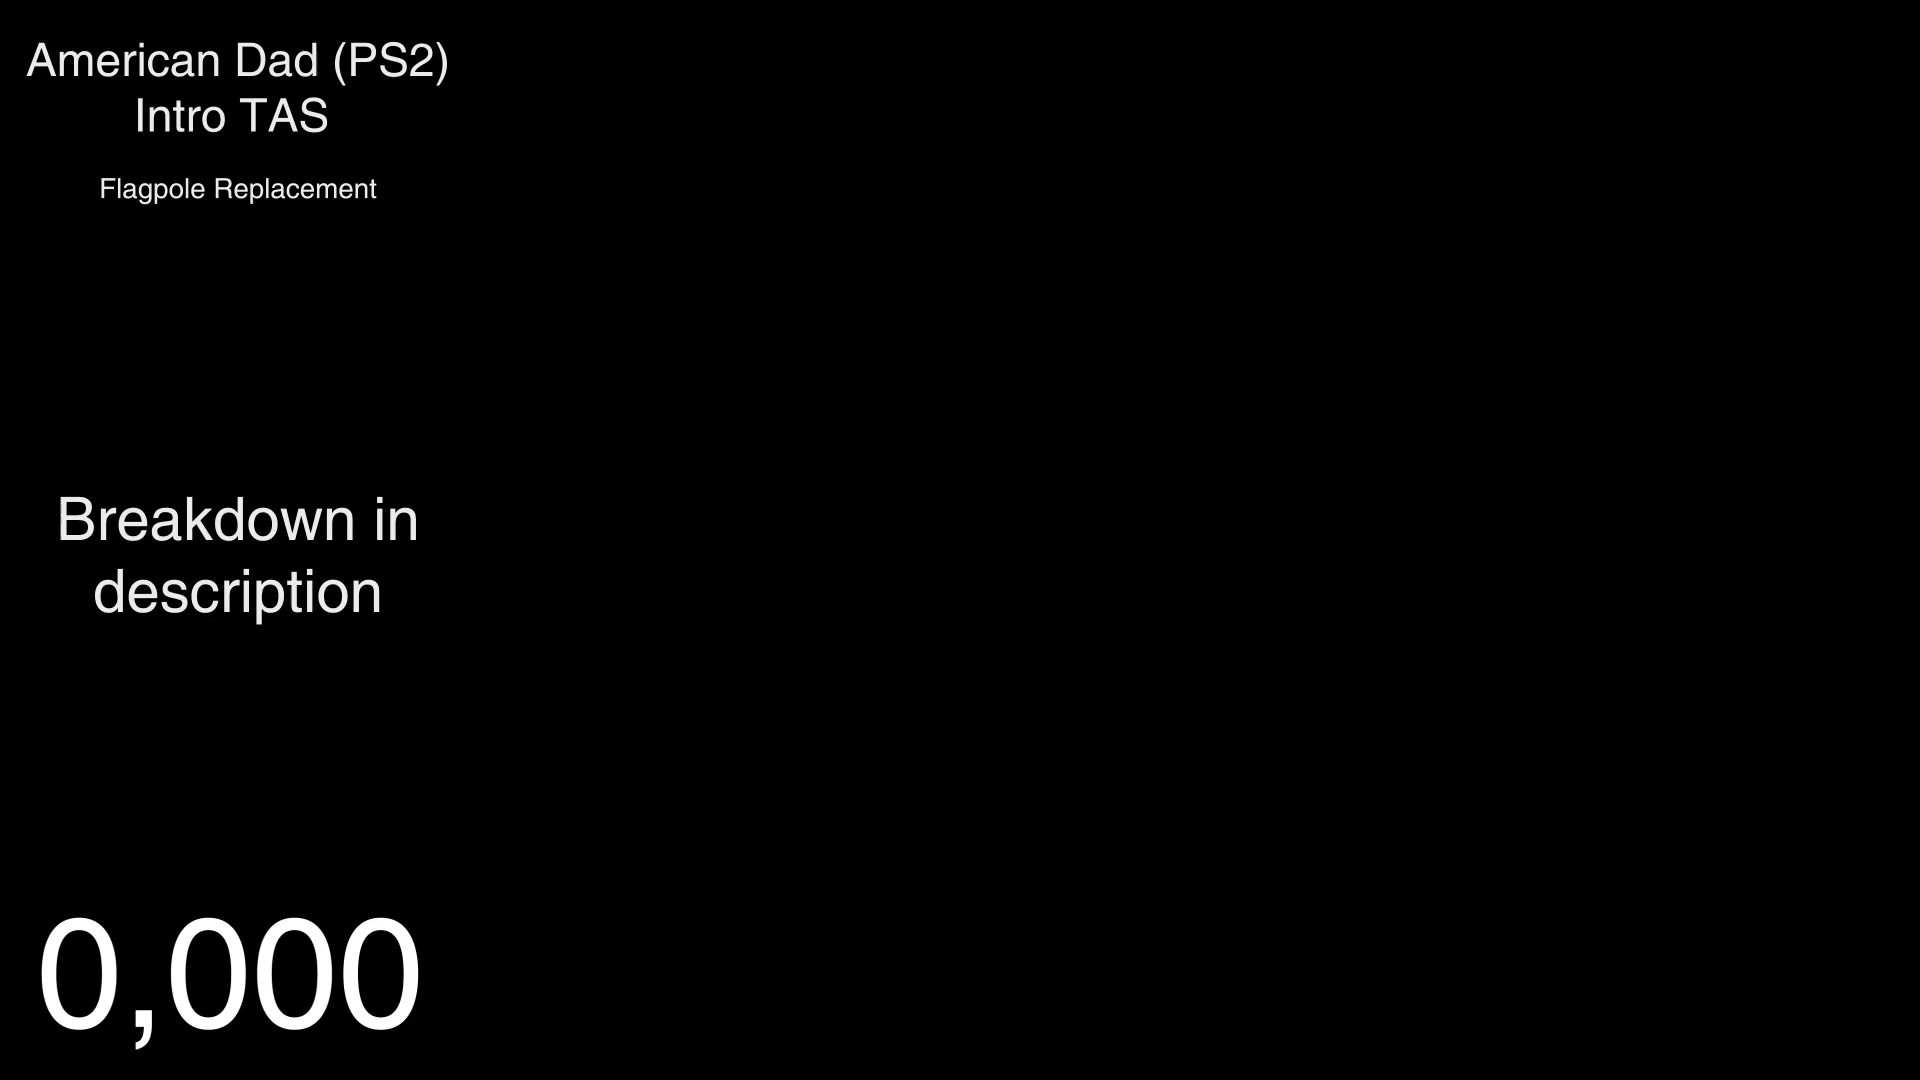 American Dad (PS2)
Intro TAS
Flagpole Replacement
Breakdown in
description
0,000